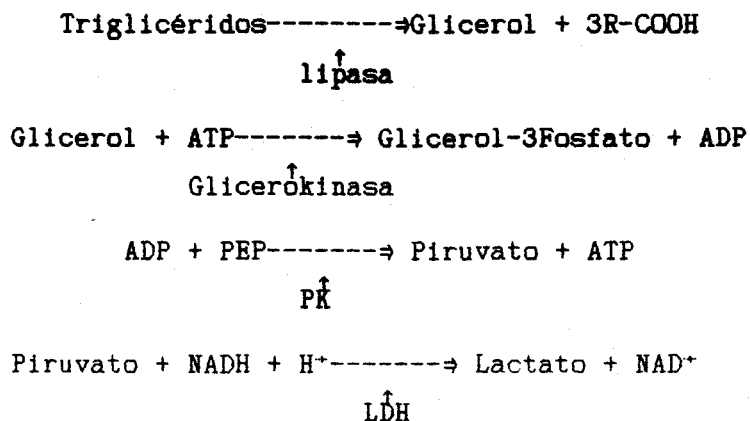 Triglicéridos--------⇒Glicerol + 3R-COOH
↑
lipasa
Glicerol + ATP-------⇒ Glicerol-3Fosfato + ADP
↑
Glicerokinasa
ADP + PEP-------⇒ Piruvato + ATP
↑
PK
Piruvato + NADH + H⁺-------⇒ Lactato + NAD⁺
↑
LDH